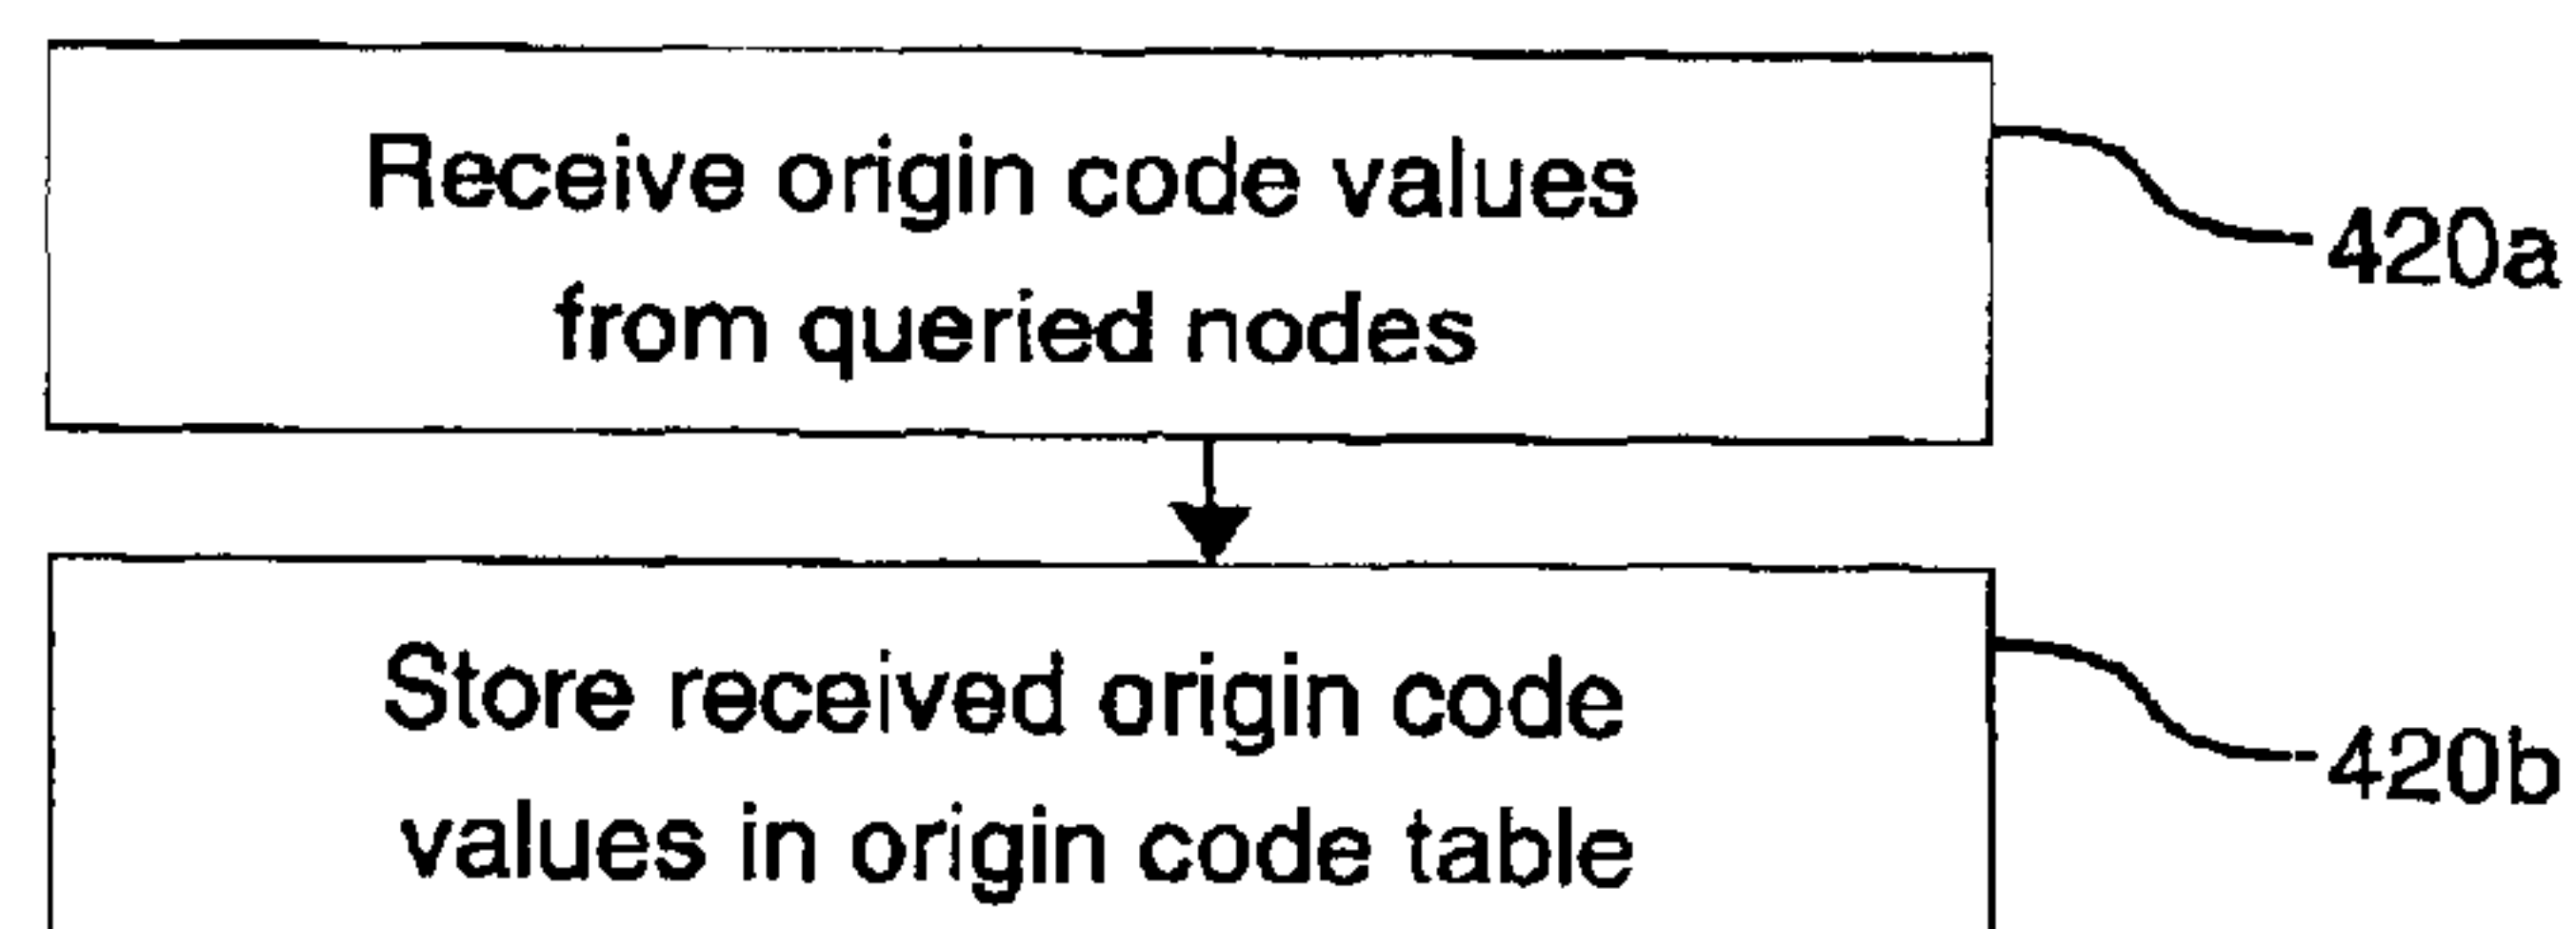 Receive origin code values
from queried nodes
420a
Store received origin code
values in origin code table
420b